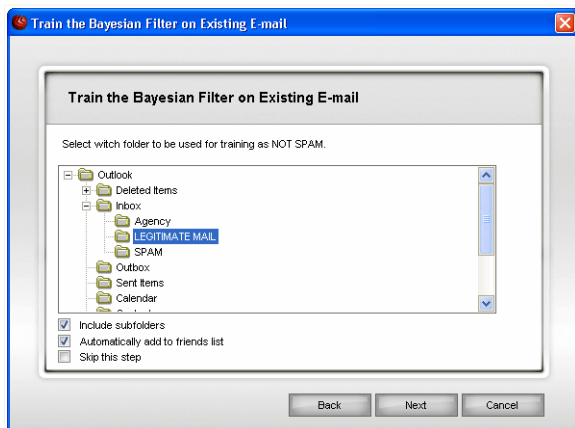 Train the Bayesian Filter on Existing E-mail
Train the Bayesian Filter on Existing E-mail
Select witch folder to be used for training as NOT SPAM.
Outlook
Deleted Items
Inbox
Agency
LEGITIMATE MAIL
SPAM
Outbox
Sent Items
Calendar
Include subfolders
Automatically add to friends list
Skip this step
Back Next Cancel